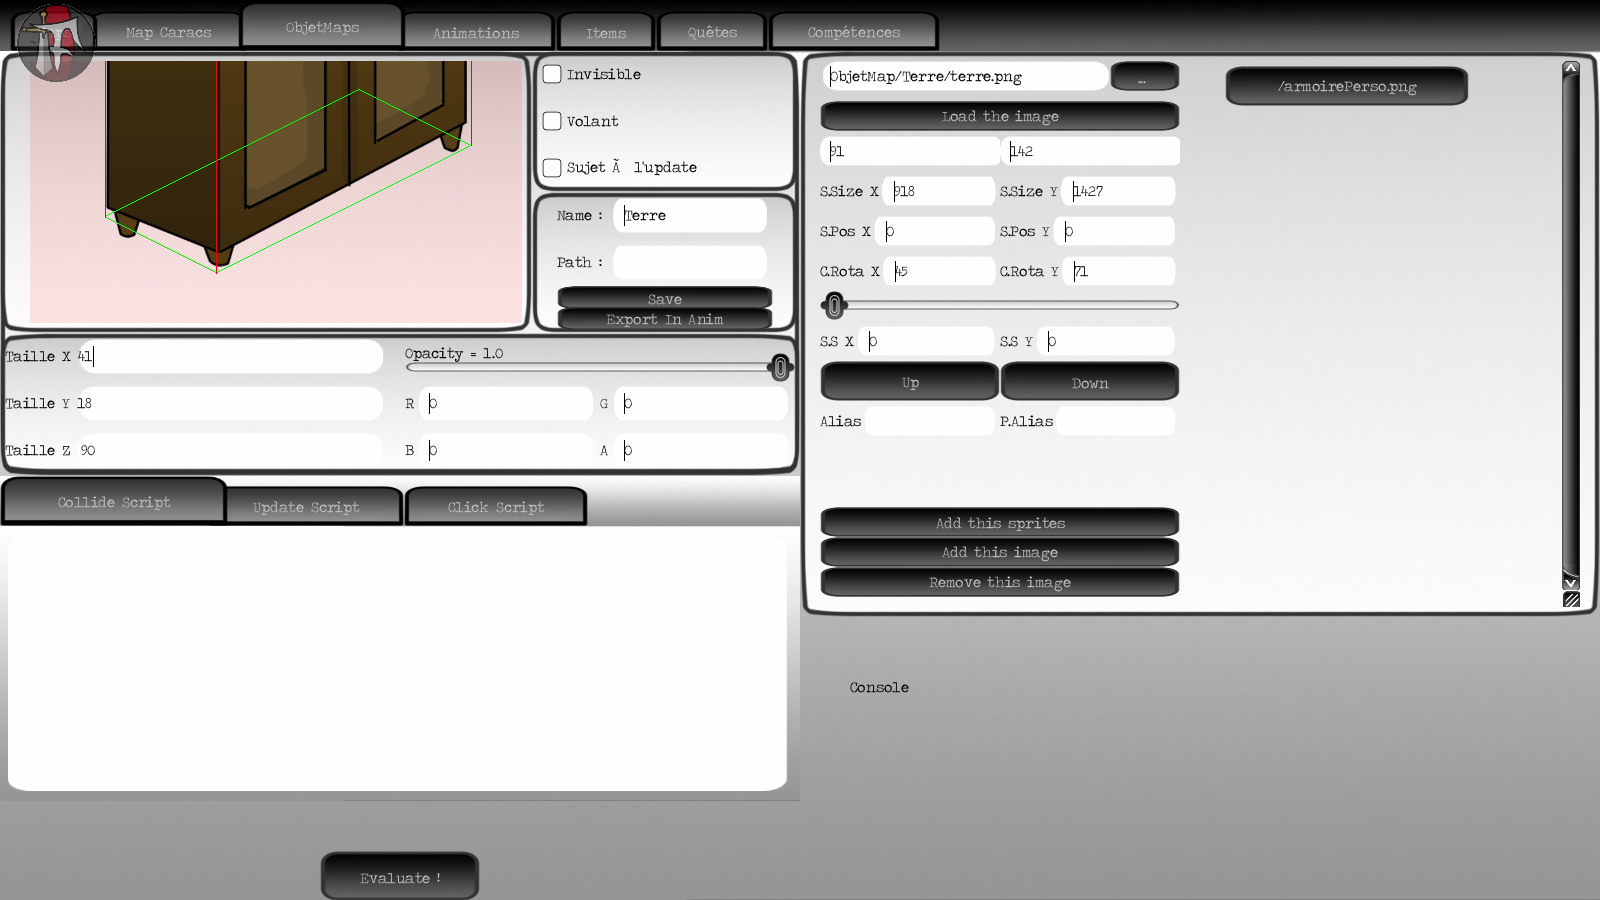 Map Caracs
ObjetMaps
Animations
Items
Quêtes
Compétences
Invisible
Volant
Sujet Ã l'update
Name : Terre
Path :
Save
Export In Anim
Taille X 41
Taille Y 18
Taille Z 90
Opacity = 1.0
R 0 G 0
B 0 A 0
Collide Script
Update Script
Click Script
Evaluate !
ObjetMap/Terre/terre.png
...
Load the image
91 142
S.Size X 918 S.Size Y 1427
S.Pos X 0 S.Pos Y 0
C.Rota X 45 C.Rota Y 71
S.S X 0 S.S Y 0
Up Down
Alias P.Alias
Add this sprites
Add this image
Remove this image
/armoirePerso.png
Console